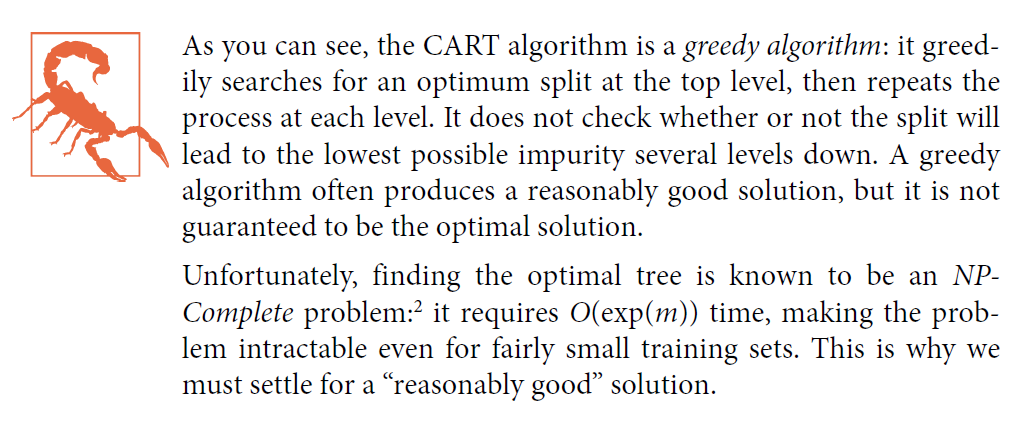 As you can see, the CART algorithm is a greedy algorithm: it greed-
ily searches for an optimum split at the top level, then repeats the
process at each level. It does not check whether or not the split will
lead to the lowest possible impurity several levels down. A greedy
algorithm often produces a reasonably good solution, but it is not
guaranteed to be the optimal solution.
Unfortunately, finding the optimal tree is known to be an NP-
Complete problem:² it requires O(exp(m)) time, making the prob-
lem intractable even for fairly small training sets. This is why we
must settle for a “reasonably good” solution.